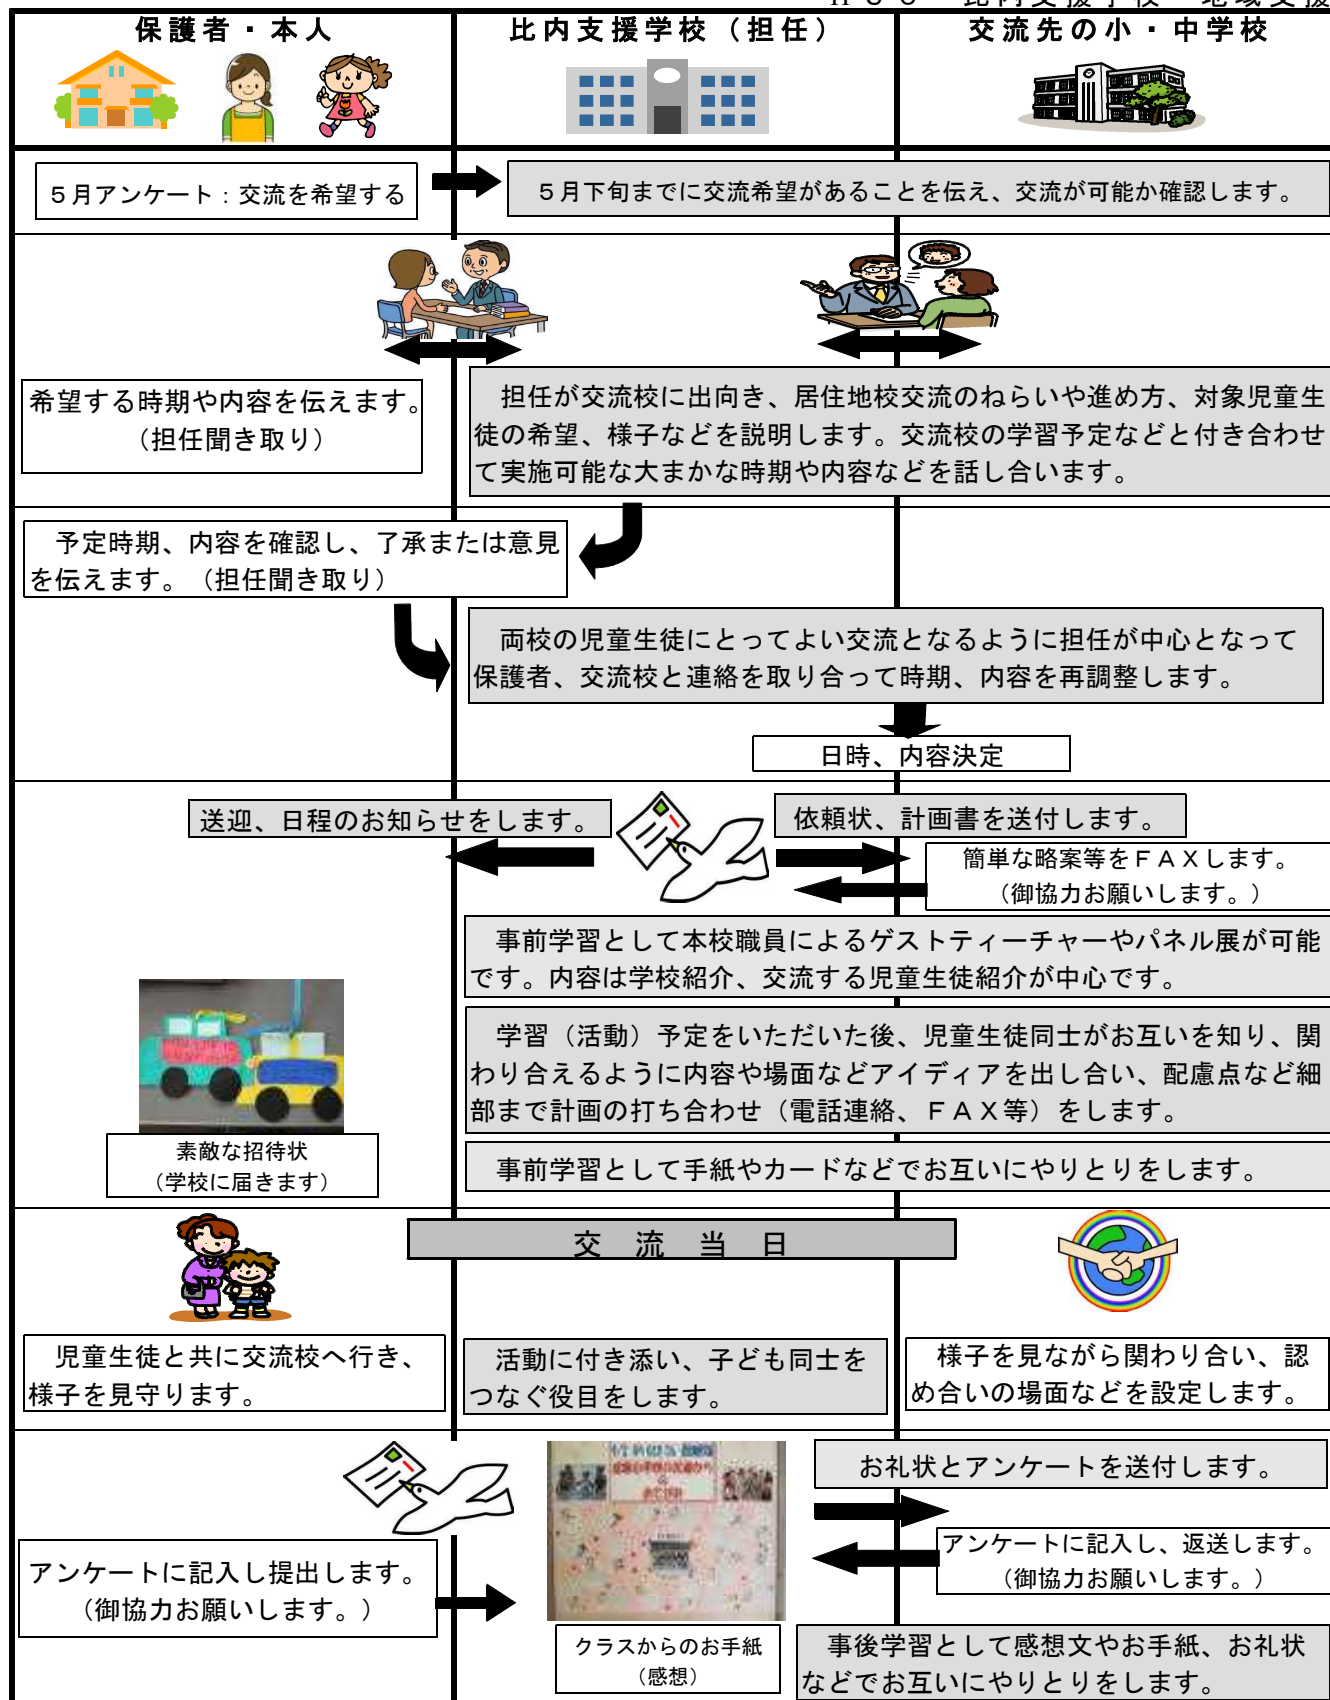 保護者・本人
比内支援学校（担任）
交流先の小・中学校
５月アンケート：交流を希望する
５月下旬までに交流希望があることを伝え、交流が可能か確認します。
希望する時期や内容を伝えます。
（担任聞き取り）
担任が交流校に出向き、居住地校交流のねらいや進め方、対象児童生
徒の希望、様子などを説明します。交流校の学習予定などと付き合わせ
て実施可能な大まかな時期や内容などを話し合います。
予定時期、内容を確認し、了承または意見
を伝えます。（担任聞き取り）
両校の児童生徒にとってよい交流となるように担任が中心となって
保護者、交流校と連絡を取り合って時期、内容を再調整します。
日時、内容決定
送迎、日程のお知らせをします。
依頼状、計画書を送付します。
簡単な略案等をＦＡＸします。
（御協力お願いします。）
事前学習として本校職員によるゲストティーチャーやパネル展が可能
です。内容は学校紹介、交流する児童生徒紹介が中心です。
学習（活動）予定をいただいた後、児童生徒同士がお互いを知り、関
わり合えるように内容や場面などアイディアを出し合い、配慮点など細
部まで計画の打ち合わせ（電話連絡、ＦＡＸ等）をします。
素敵な招待状
（学校に届きます）
事前学習として手紙やカードなどでお互いにやりとりをします。
交流当日
児童生徒と共に交流校へ行き、
様子を見守ります。
活動に付き添い、子ども同士を
つなぐ役目をします。
様子を見ながら関わり合い、認
め合いの場面などを設定します。
お礼状とアンケートを送付します。
アンケートに記入し、返送します。
（御協力お願いします。）
アンケートに記入し提出します。
（御協力お願いします。）
クラスからのお手紙
（感想）
事後学習として感想文やお手紙、お礼状
などでお互いにやりとりをします。